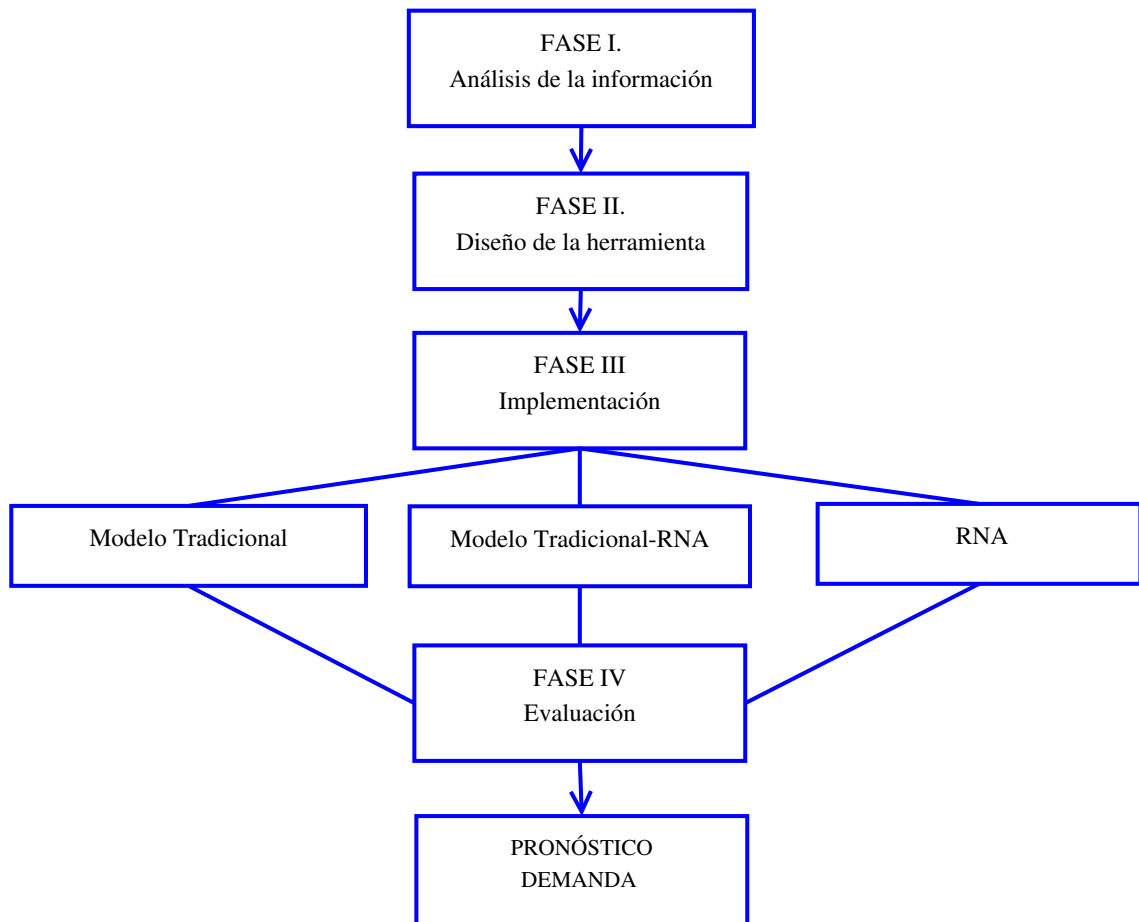 FASE I.
Análisis de la información
FASE II.
Diseño de la herramienta
FASE III
Implementación
Modelo Tradicional
Modelo Tradicional-RNA
RNA
FASE IV
Evaluación
PRONÓSTICO
DEMANDA